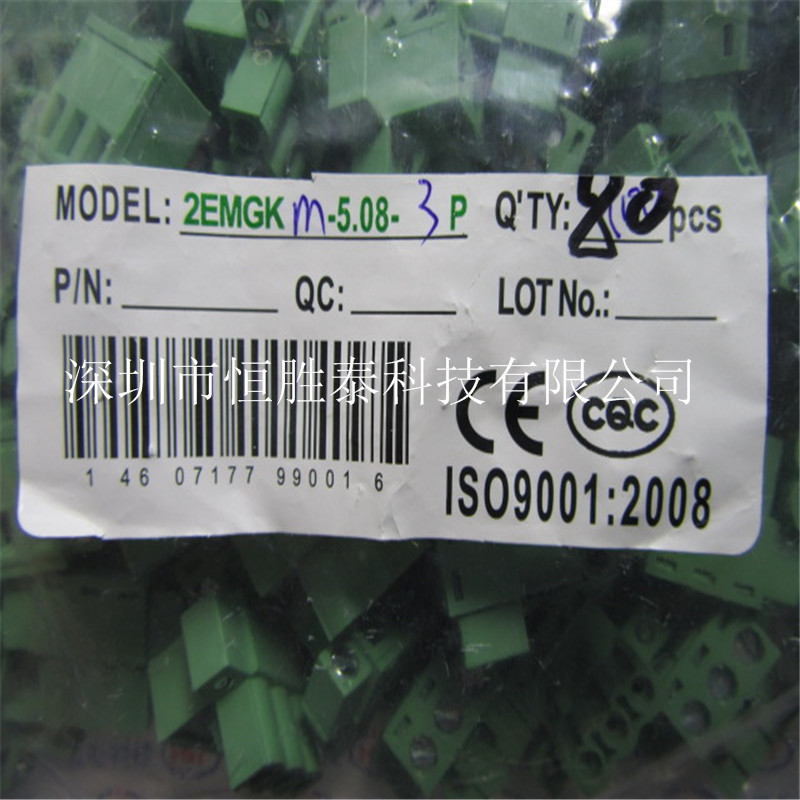 MODEL: 2EMGK m-5.08- 3 P Q'TY: 80 pcs
P/N: QC: LOT No.:
深圳市恒胜泰科技有限公司
1 46 07177 99001 6
CE CQC
ISO9001:2008